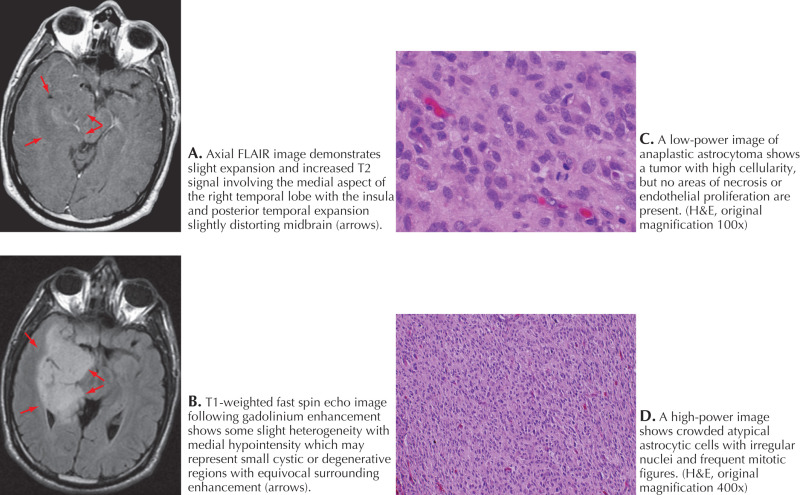 A. Axial FLAIR image demonstrates
slight expansion and increased T2
signal involving the medial aspect of
the right temporal lobe with the insula
and posterior temporal expansion
slightly distorting midbrain (arrows).
C. A low-power image of
anaplastic astrocytoma shows
a tumor with high cellularity,
but no areas of necrosis or
endothelial proliferation are
present. (H&E, original
magnification 100x)
B. T1-weighted fast spin echo image
following gadolinium enhancement
shows some slight heterogeneity with
medial hypointensity which may
represent small cystic or degenerative
regions with equivocal surrounding
enhancement (arrows).
D. A high-power image
shows crowded atypical
astrocytic cells with irregular
nuclei and frequent mitotic
figures. (H&E, original
magnification 400x)